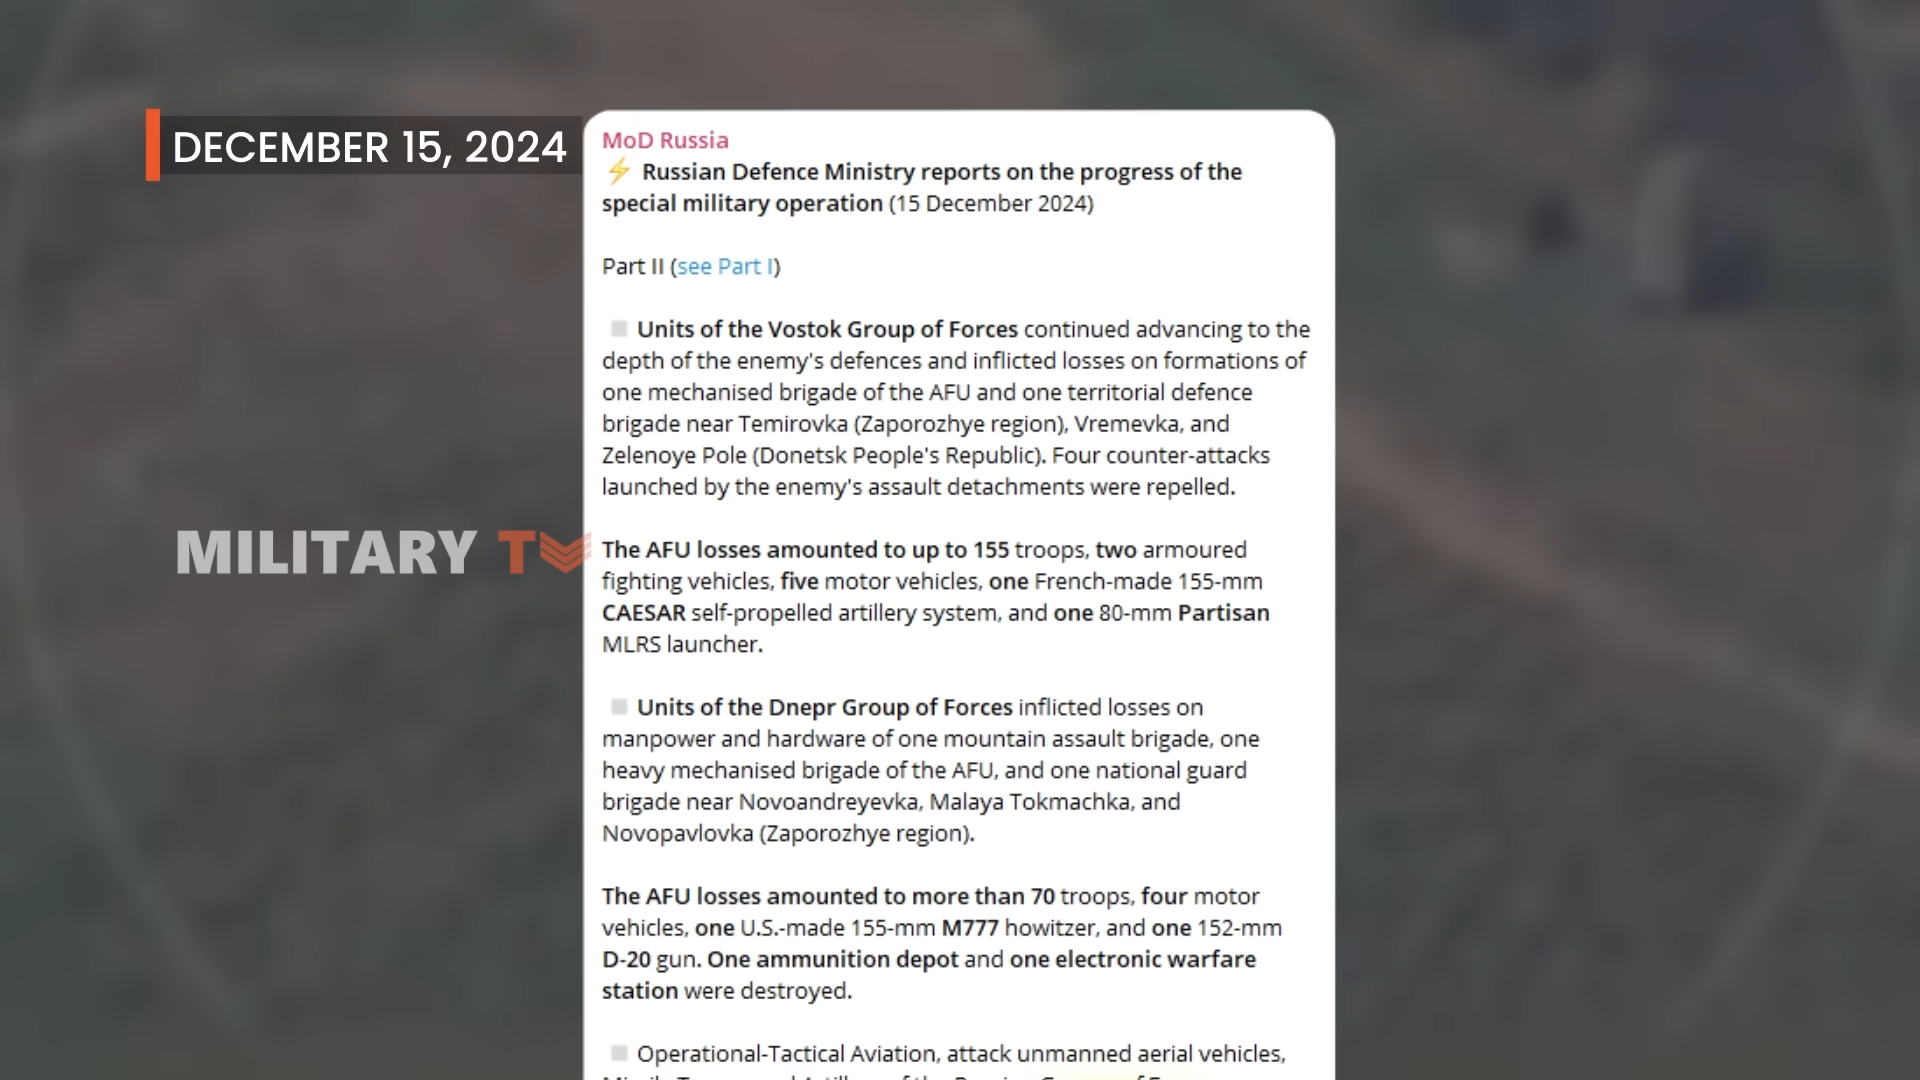 DECEMBER 15, 2024
MILITARY TV
MoD Russia
⚡ Russian Defence Ministry reports on the progress of the
special military operation (15 December 2024)
Part II (see Part I)
Units of the Vostok Group of Forces continued advancing to the
depth of the enemy's defences and inflicted losses on formations of
one mechanised brigade of the AFU and one territorial defence
brigade near Temirovka (Zaporozhye region), Vremevka, and
Zelenoye Pole (Donetsk People's Republic). Four counter-attacks
launched by the enemy's assault detachments were repelled.
The AFU losses amounted to up to 155 troops, two armoured
fighting vehicles, five motor vehicles, one French-made 155-mm
CAESAR self-propelled artillery system, and one 80-mm Partisan
MLRS launcher.
Units of the Dnepr Group of Forces inflicted losses on
manpower and hardware of one mountain assault brigade, one
heavy mechanised brigade of the AFU, and one national guard
brigade near Novoandreyevka, Malaya Tokmachka, and
Novopavlovka (Zaporozhye region).
The AFU losses amounted to more than 70 troops, four motor
vehicles, one U.S.-made 155-mm M777 howitzer, and one 152-mm
D-20 gun. One ammunition depot and one electronic warfare
station were destroyed.
Operational-Tactical Aviation, attack unmanned aerial vehicles,